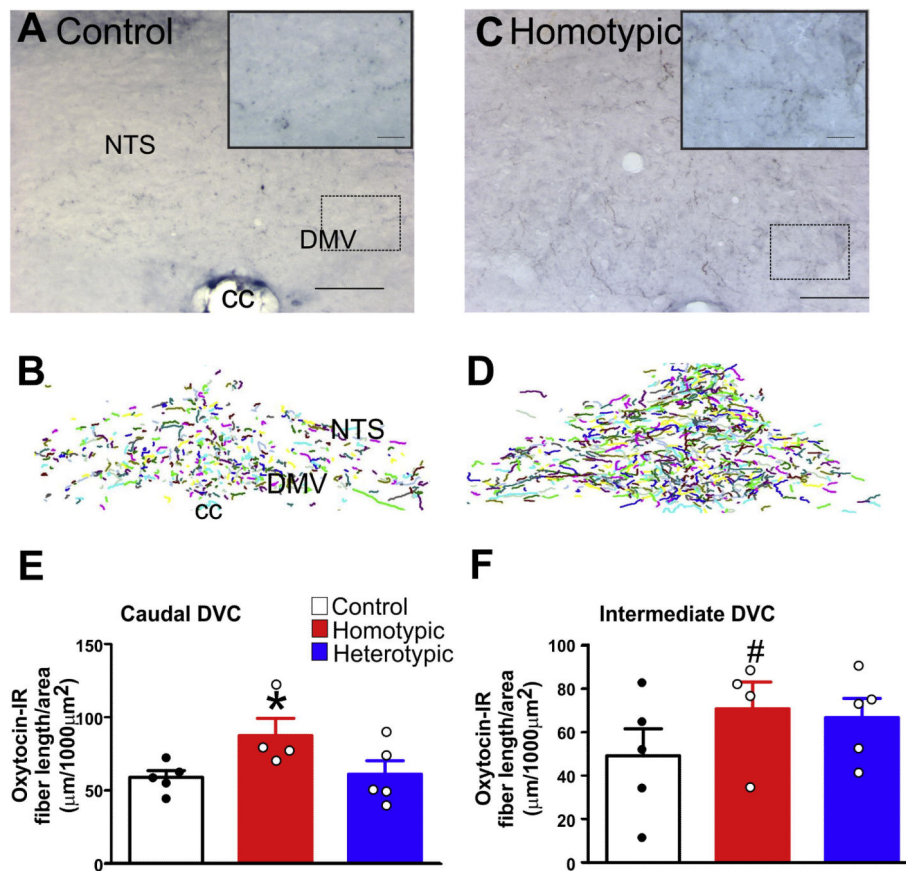 A Control
NTS
DMV
CC
C Homotypic
B
NTS
DMV
CC
D
E
Caudal DVC
Control
Homotypic
Heterotypic
Oxytocin-IR
fiber length/area
(μm/1000μm²)
150
100
50
0
*
F
Intermediate DVC
Oxytocin-IR
fiber length/area
(μm/1000μm²)
100
80
60
40
20
0
#